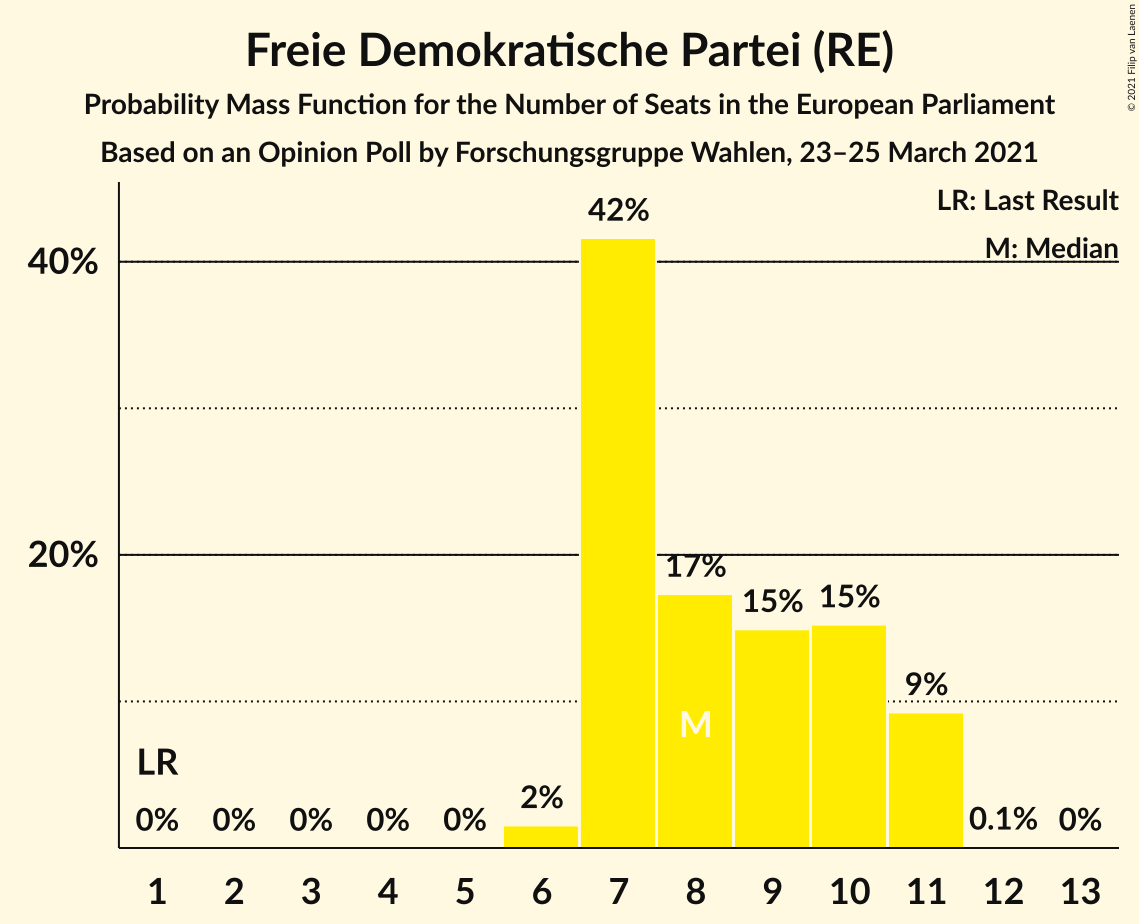 Freie Demokratische Partei (RE)
Probability Mass Function for the Number of Seats in the European Parliament
Based on an Opinion Poll by Forschungsgruppe Wahlen, 23–25 March 2021
© 2021 Filip van Laenen
LR: Last Result
M: Median
42%
40%
20%
17%
15%
15%
9%
M
LR
2%
0%
0%
0%
0%
0%
0.1%
0%
1 2 3 4 5 6 7 8 9 10 11 12 13